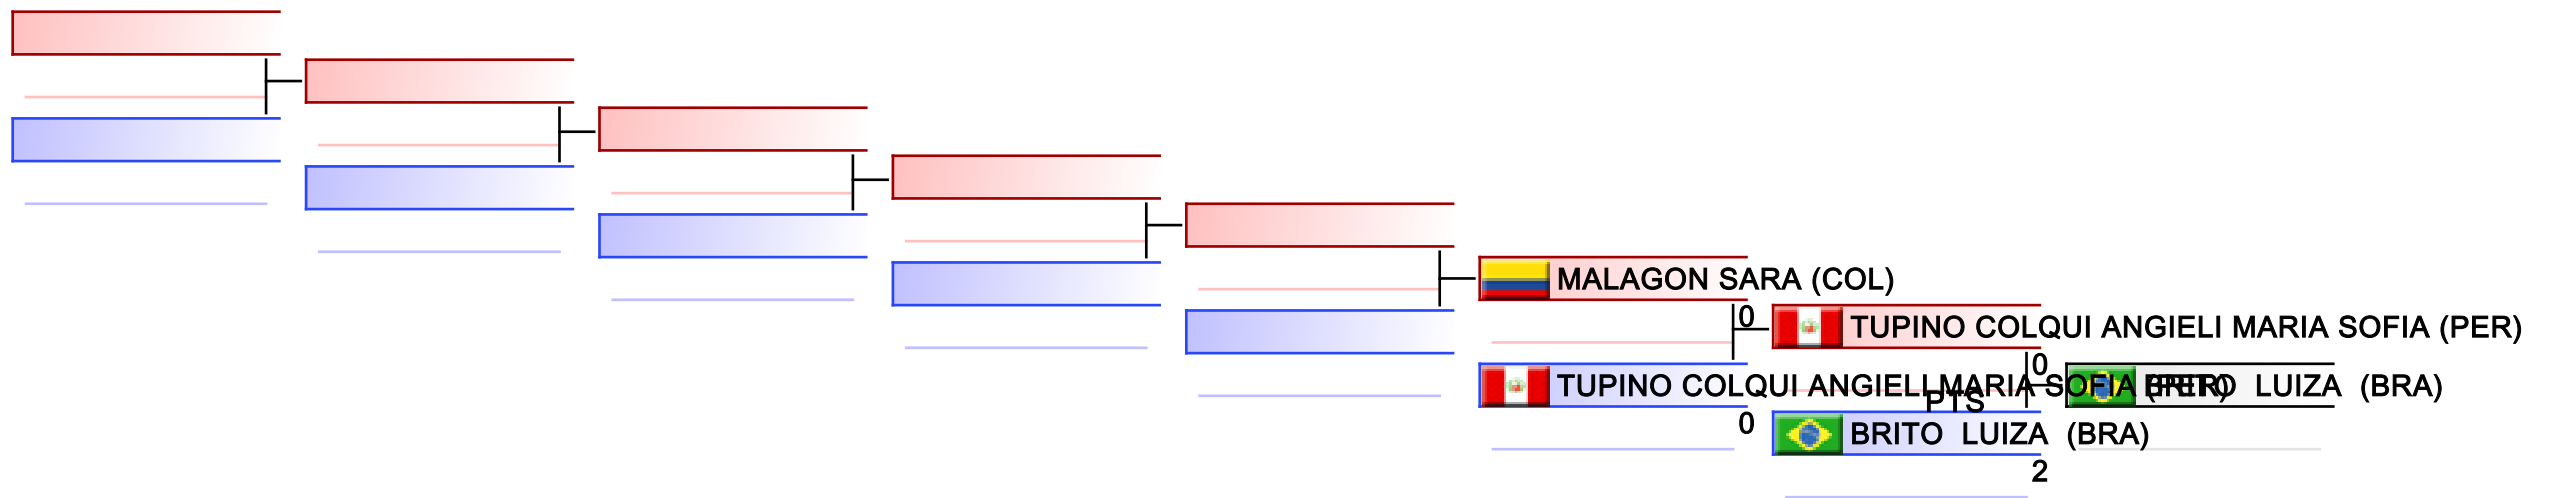 MALAGON SARA (COL)
0
TUPINO COLQUI ANGIELI MARIA SOFIA (PER)
0
TUPINO COLQUI ANGIELI MARIA SOFIA (PER)
BRITO LUIZA (BRA)
PTS
0
BRITO LUIZA (BRA)
2